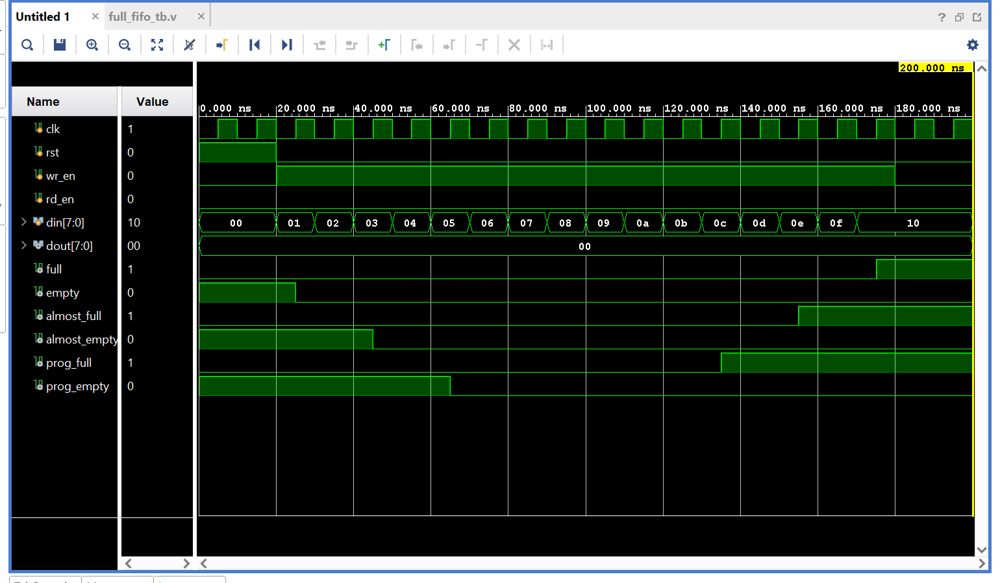 Untitled 1 × full_fifo_tb.v × ?
200.000 ns
Name Value 0.000 ns 20.000 ns 40.000 ns 60.000 ns 80.000 ns 100.000 ns 120.000 ns 140.000 ns 160.000 ns 180.000 ns
clk 1
rst 0
wr_en 0
rd_en 0
din[7:0] 10 00 01 02 03 04 05 06 07 08 09 0a 0b 0c 0d 0e 0f 10
dout[7:0] 00 00
full 1
empty 0
almost_full 1
almost_empty 0
prog_full 1
prog_empty 0